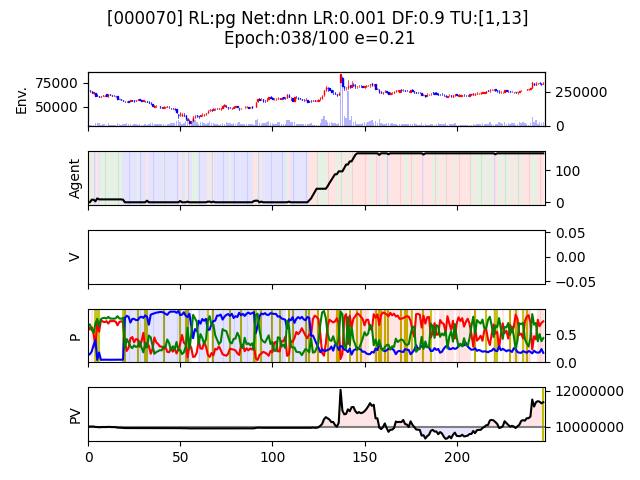 [000070] RL:pg Net:dnn LR:0.001 DF:0.9 TU:[1,13]
Epoch:038/100 e=0.21
Env.
75000
50000
250000
0
Agent
100
0
V
0.05
0.00
−0.05
P
0.5
0.0
PV
12000000
10000000
0 50 100 150 200